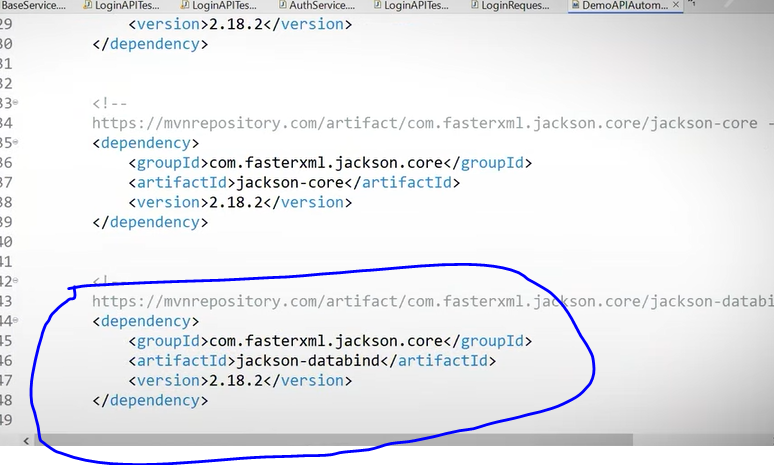 BaseService... LoginAPITes... LoginAPITes... AuthService.... LoginAPITes... LoginReques... DemoAPIAutom...
29 <version>2.18.2</version>
30 </dependency>
31
32
33 <!--
34 https://mvnrepository.com/artifact/com.fasterxml.jackson.core/jackson-core -
35 <dependency>
36 <groupId>com.fasterxml.jackson.core</groupId>
37 <artifactId>jackson-core</artifactId>
38 <version>2.18.2</version>
39 </dependency>
40
41
42 <!--
43 https://mvnrepository.com/artifact/com.fasterxml.jackson.core/jackson-databi
44 <dependency>
45 <groupId>com.fasterxml.jackson.core</groupId>
46 <artifactId>jackson-databind</artifactId>
47 <version>2.18.2</version>
48 </dependency>
49